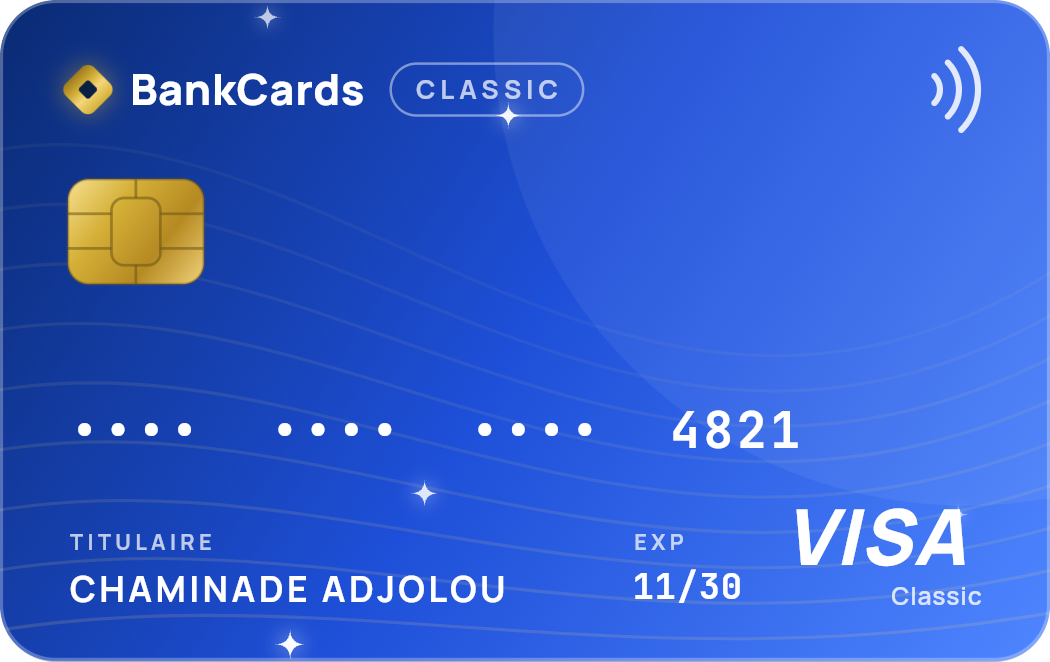 BankCards CLASSIC
•••• •••• •••• 4821
TITULAIRE
CHAMINADE ADJOLOU
EXP
11/30
VISA
Classic